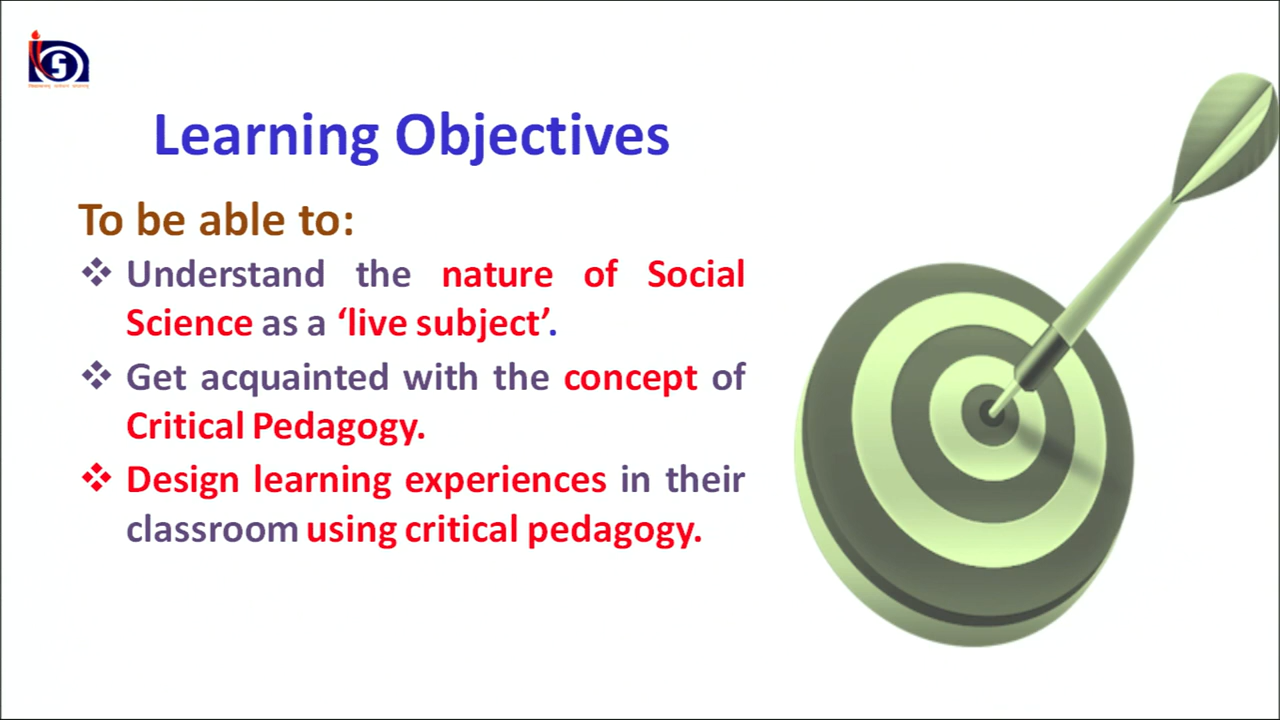 Learning Objectives
To be able to:
❖ Understand the nature of Social
Science as a ‘live subject’.
❖ Get acquainted with the concept of
Critical Pedagogy.
❖ Design learning experiences in their
classroom using critical pedagogy.